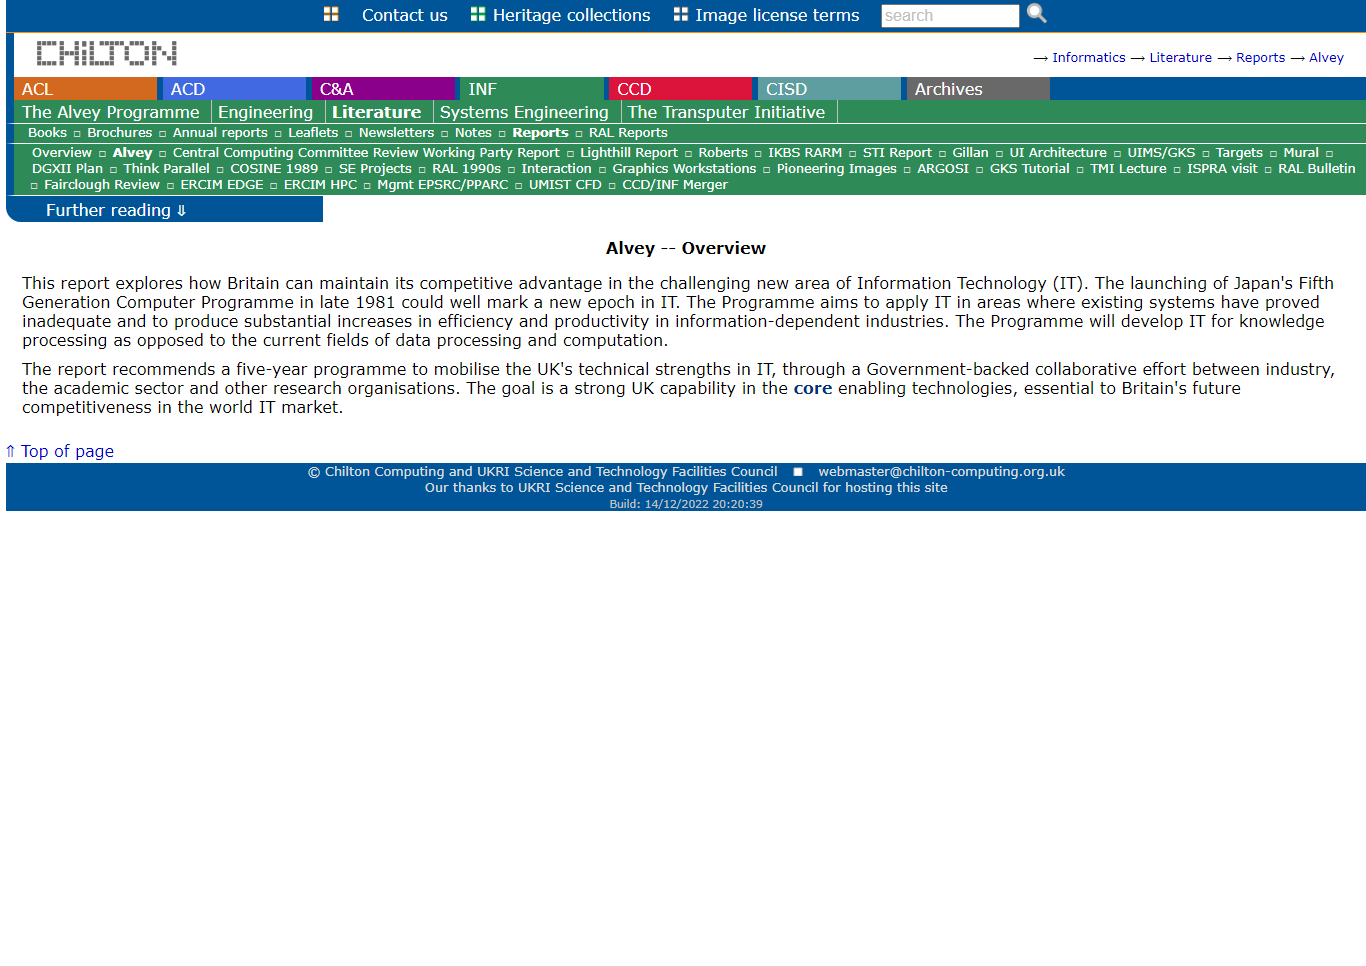 Contact us Heritage collections Image license terms search
CHILTON
→ Informatics → Literature → Reports → Alvey
ACL ACD C&A INF CCD CISD Archives
The Alvey Programme Engineering Literature Systems Engineering The Transputer Initiative
Books □ Brochures □ Annual reports □ Leaflets □ Newsletters □ Notes □ Reports □ RAL Reports
Overview □ Alvey □ Central Computing Committee Review Working Party Report □ Lighthill Report □ Roberts □ IKBS RARM □ STI Report □ Gillan □ UI Architecture □ UIMS/GKS □ Targets □ Mural □
DGXII Plan □ Think Parallel □ COSINE 1989 □ SE Projects □ RAL 1990s □ Interaction □ Graphics Workstations □ Pioneering Images □ ARGOSI □ GKS Tutorial □ TMI Lecture □ ISPRA visit □ RAL Bulletin
□ Fairclough Review □ ERCIM EDGE □ ERCIM HPC □ Mgmt EPSRC/PPARC □ UMIST CFD □ CCD/INF Merger
Further reading ⇓
Alvey -- Overview
This report explores how Britain can maintain its competitive advantage in the challenging new area of Information Technology (IT). The launching of Japan's Fifth
Generation Computer Programme in late 1981 could well mark a new epoch in IT. The Programme aims to apply IT in areas where existing systems have proved
inadequate and to produce substantial increases in efficiency and productivity in information-dependent industries. The Programme will develop IT for knowledge
processing as opposed to the current fields of data processing and computation.
The report recommends a five-year programme to mobilise the UK's technical strengths in IT, through a Government-backed collaborative effort between industry,
the academic sector and other research organisations. The goal is a strong UK capability in the core enabling technologies, essential to Britain's future
competitiveness in the world IT market.
⇑ Top of page
© Chilton Computing and UKRI Science and Technology Facilities Council ■ webmaster@chilton-computing.org.uk
Our thanks to UKRI Science and Technology Facilities Council for hosting this site
Build: 14/12/2022 20:20:39